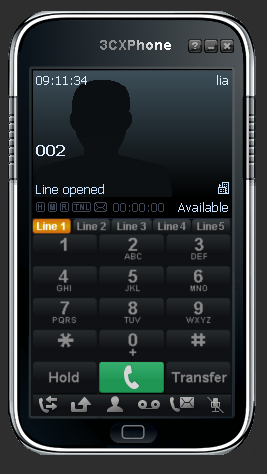 3CXPhone ? _ x
09:11:34 lia
002
Line opened
H M R TNL 00:00:00 Available
Line 1 Line 2 Line 3 Line 4 Line 5
1 2 3
ABC DEF
4 5 6
GHI JKL MNO
7 8 9
PQRS TUV WXYZ
* 0 #
+
Hold Transfer